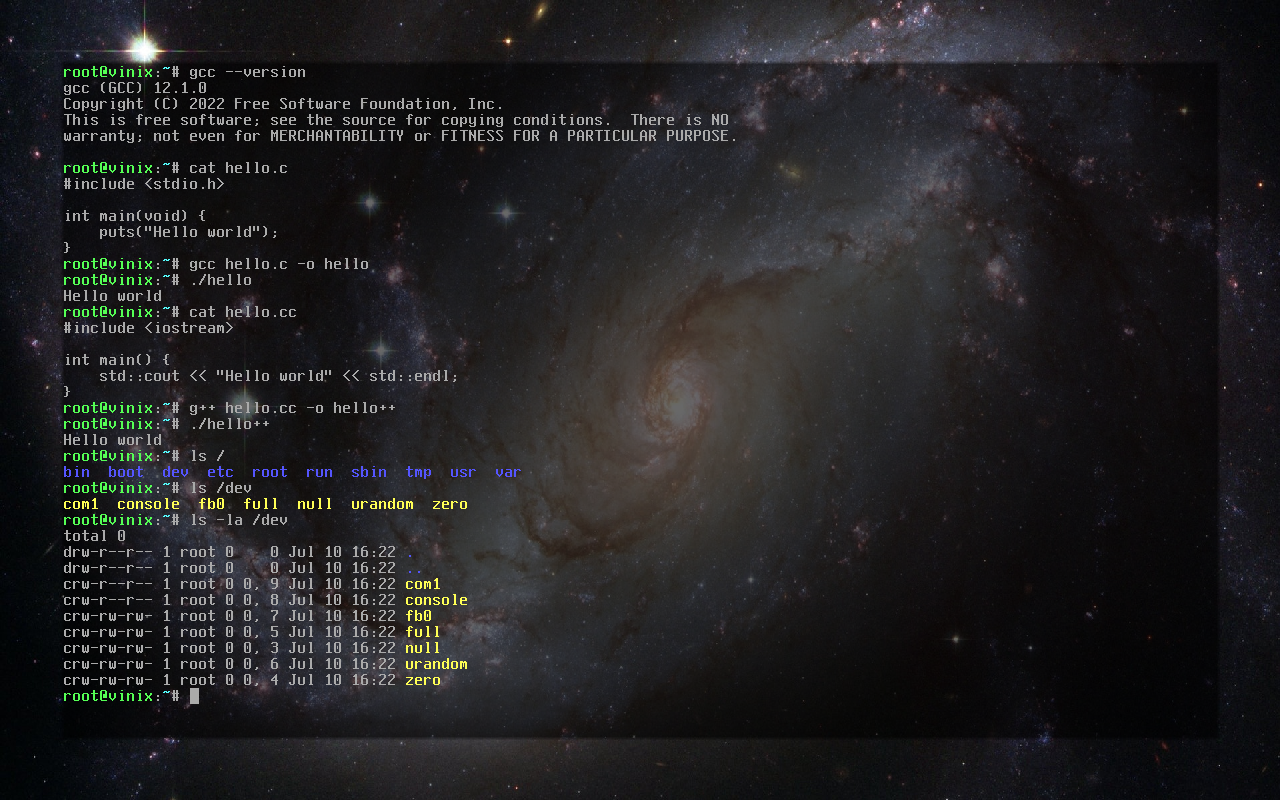 root@vinix:~# gcc --version
gcc (GCC) 12.1.0
Copyright (C) 2022 Free Software Foundation, Inc.
This is free software; see the source for copying conditions.  There is NO
warranty; not even for MERCHANTABILITY or FITNESS FOR A PARTICULAR PURPOSE.

root@vinix:~# cat hello.c
#include <stdio.h>

int main(void) {
    puts("Hello world");
}
root@vinix:~# gcc hello.c -o hello
root@vinix:~# ./hello
Hello world
root@vinix:~# cat hello.cc
#include <iostream>

int main() {
    std::cout << "Hello world" << std::endl;
}
root@vinix:~# g++ hello.cc -o hello++
root@vinix:~# ./hello++
Hello world
root@vinix:~# ls /
bin  boot  dev  etc  root  run  sbin  tmp  usr  var
root@vinix:~# ls /dev
com1  console  fb0  full  null  urandom  zero
root@vinix:~# ls -la /dev
total 0
drw-r--r-- 1 root 0    0 Jul 10 16:22 .
drw-r--r-- 1 root 0    0 Jul 10 16:22 ..
crw-r--r-- 1 root 0 0, 9 Jul 10 16:22 com1
crw-r--r-- 1 root 0 0, 8 Jul 10 16:22 console
crw-rw-rw- 1 root 0 0, 7 Jul 10 16:22 fb0
crw-rw-rw- 1 root 0 0, 5 Jul 10 16:22 full
crw-rw-rw- 1 root 0 0, 3 Jul 10 16:22 null
crw-rw-rw- 1 root 0 0, 6 Jul 10 16:22 urandom
crw-rw-rw- 1 root 0 0, 4 Jul 10 16:22 zero
root@vinix:~#